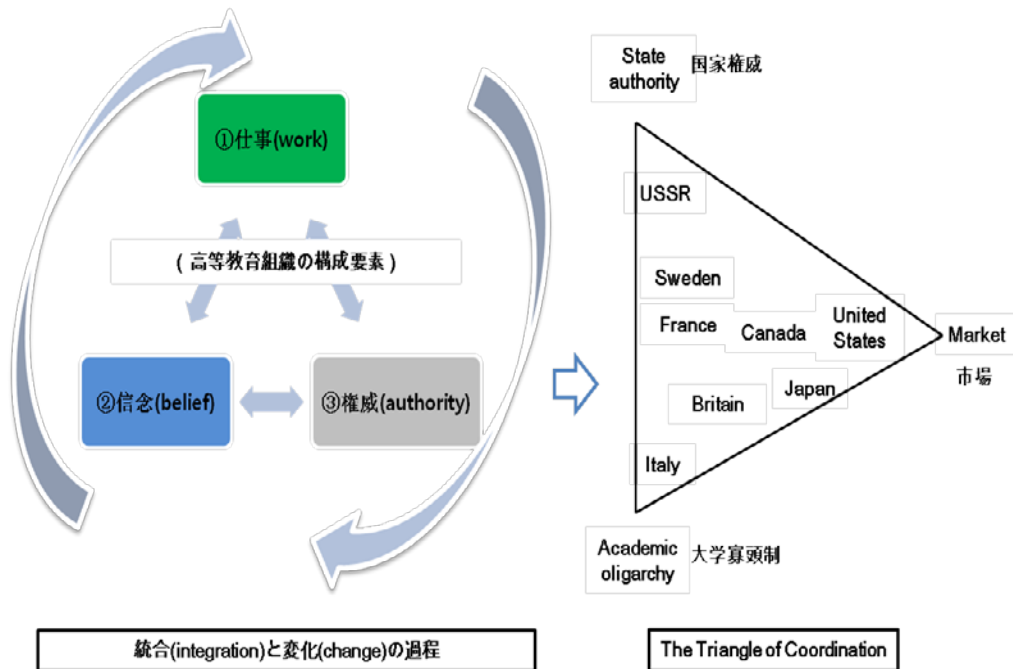 ①仕事(work)
( 高等教育組織の構成要素 )
②信念(belief)
③権威(authority)
統合(integration)と変化(change)の過程
State
authority
国家権威
USSR
Sweden
France
Canada
United
States
Market
市場
Japan
Britain
Italy
Academic
oligarchy
大学寡頭制
The Triangle of Coordination